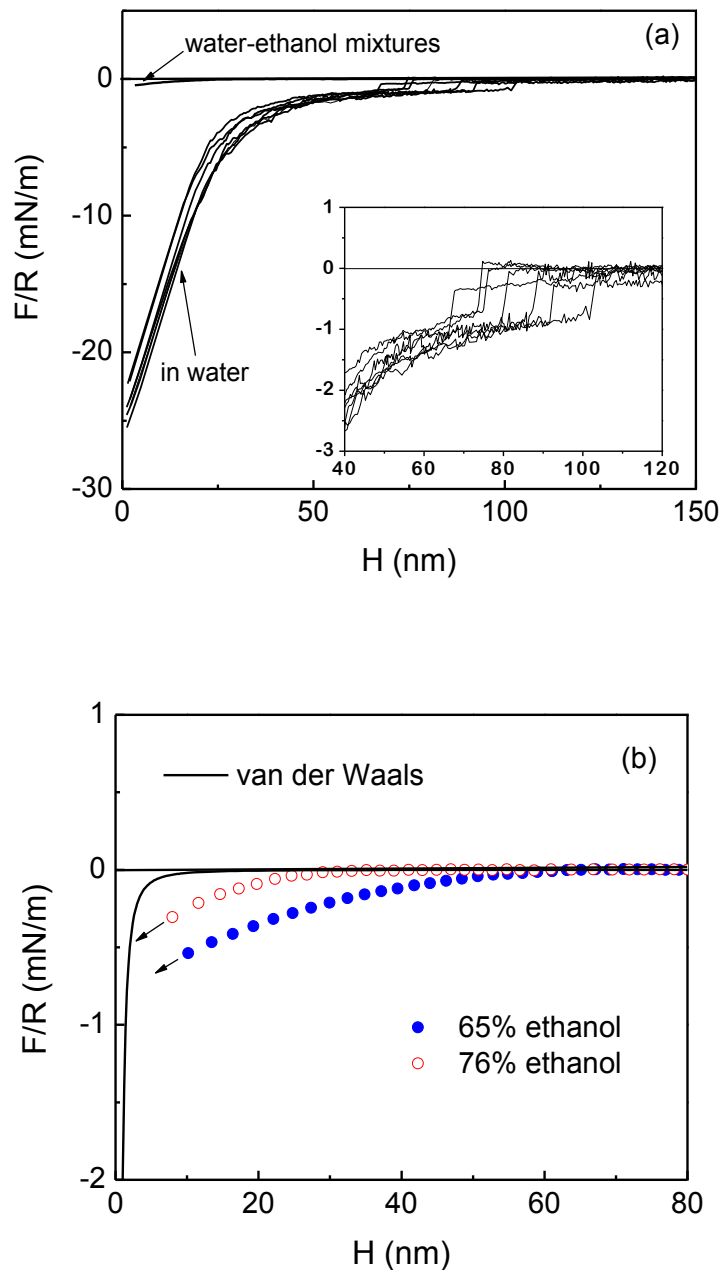 (a)
water-ethanol mixtures
0
-10
-20
-30
F/R (mN/m)
in water
1
0
-1
-2
-3
40 60 80 100 120
0 50 100 150
H (nm)
(b)
van der Waals
1
0
-1
-2
F/R (mN/m)
65% ethanol
76% ethanol
0 20 40 60 80
H (nm)